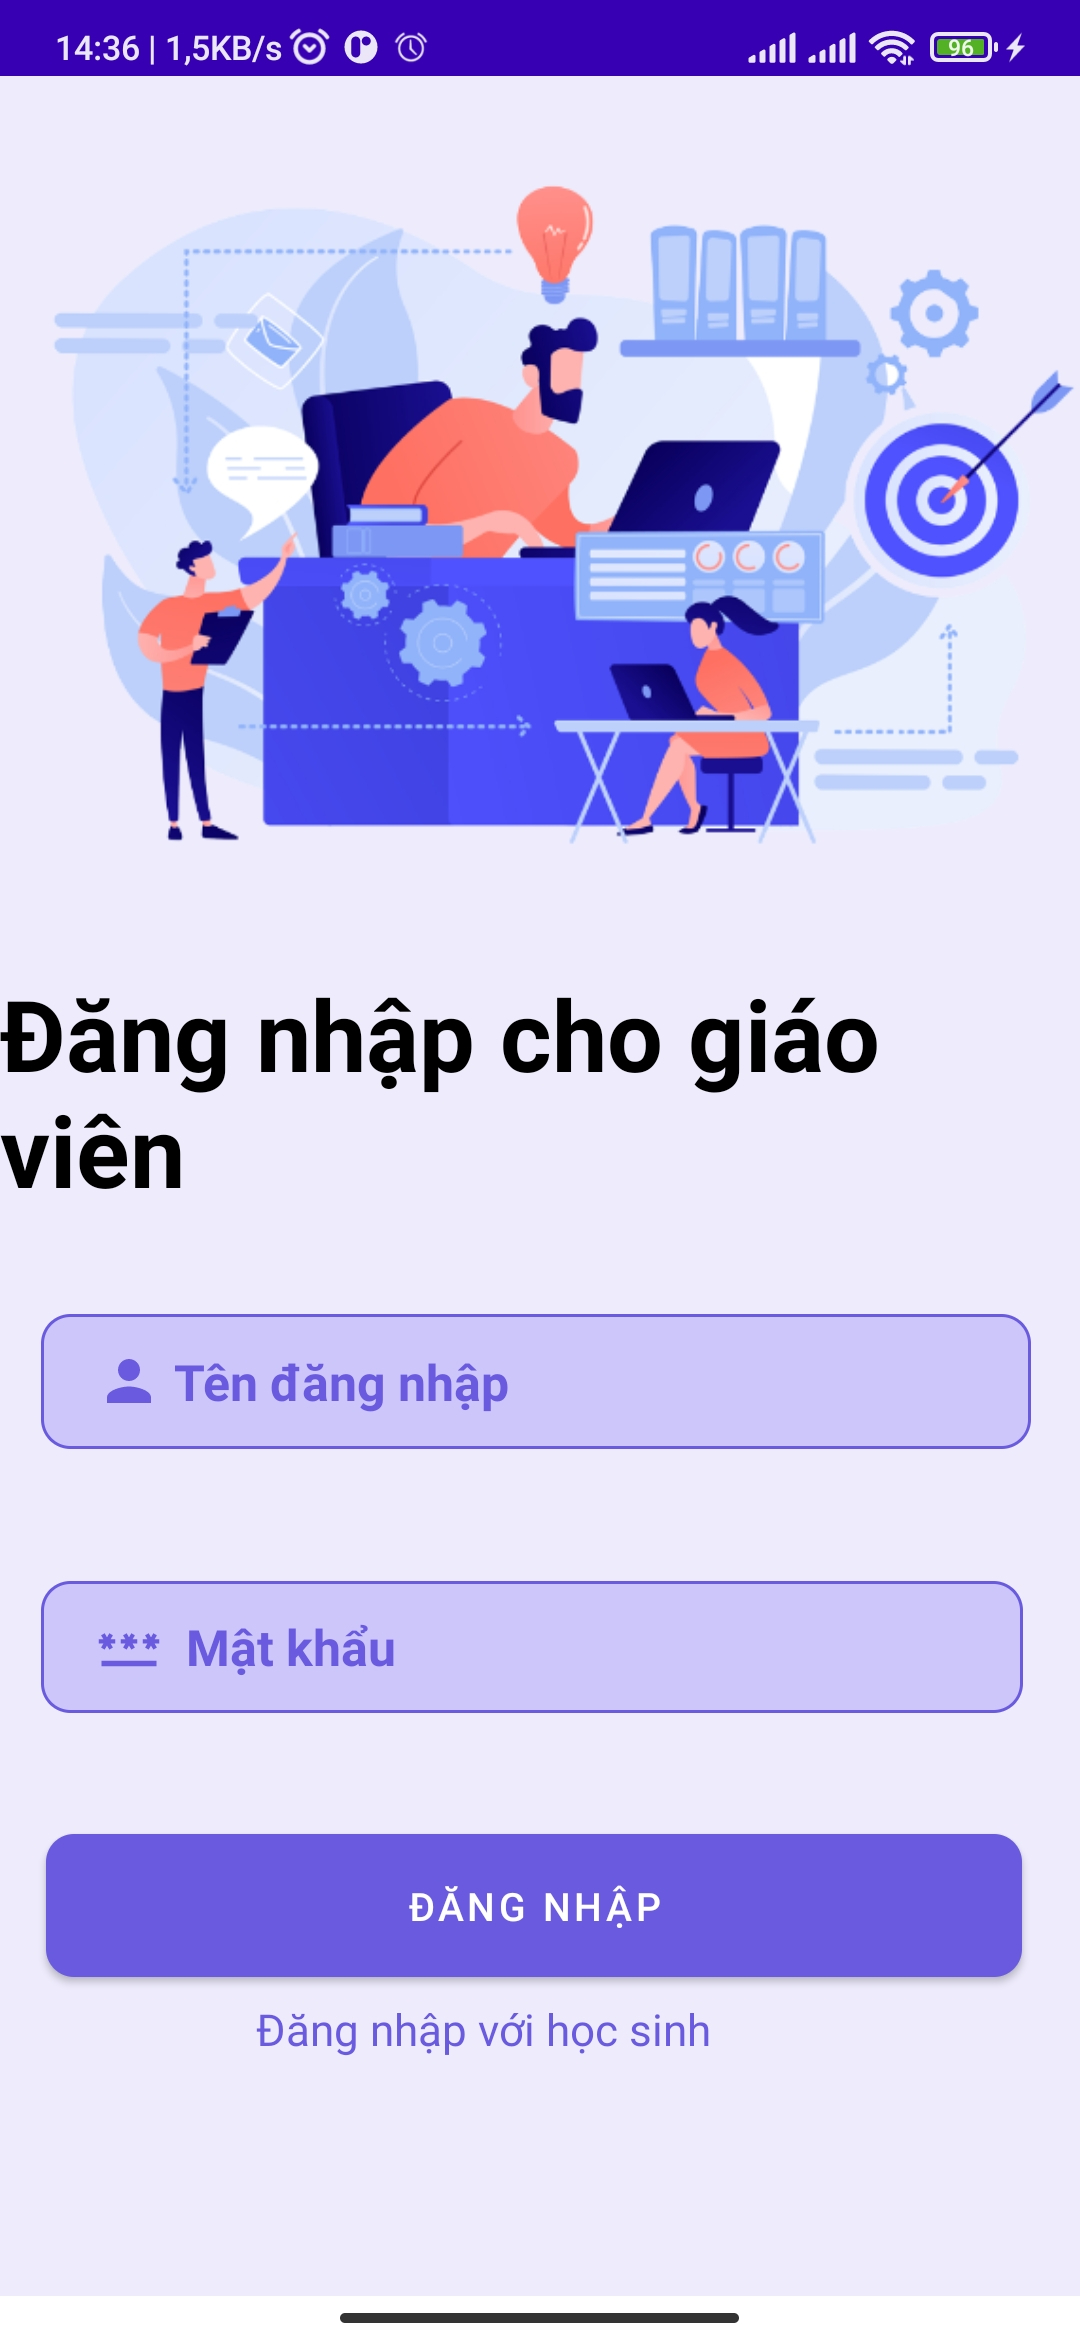 14:36 | 1,5KB/s
96
Đăng nhập cho giáo
viên
Tên đăng nhập
*** Mật khẩu
ĐĂNG NHẬP
Đăng nhập với học sinh